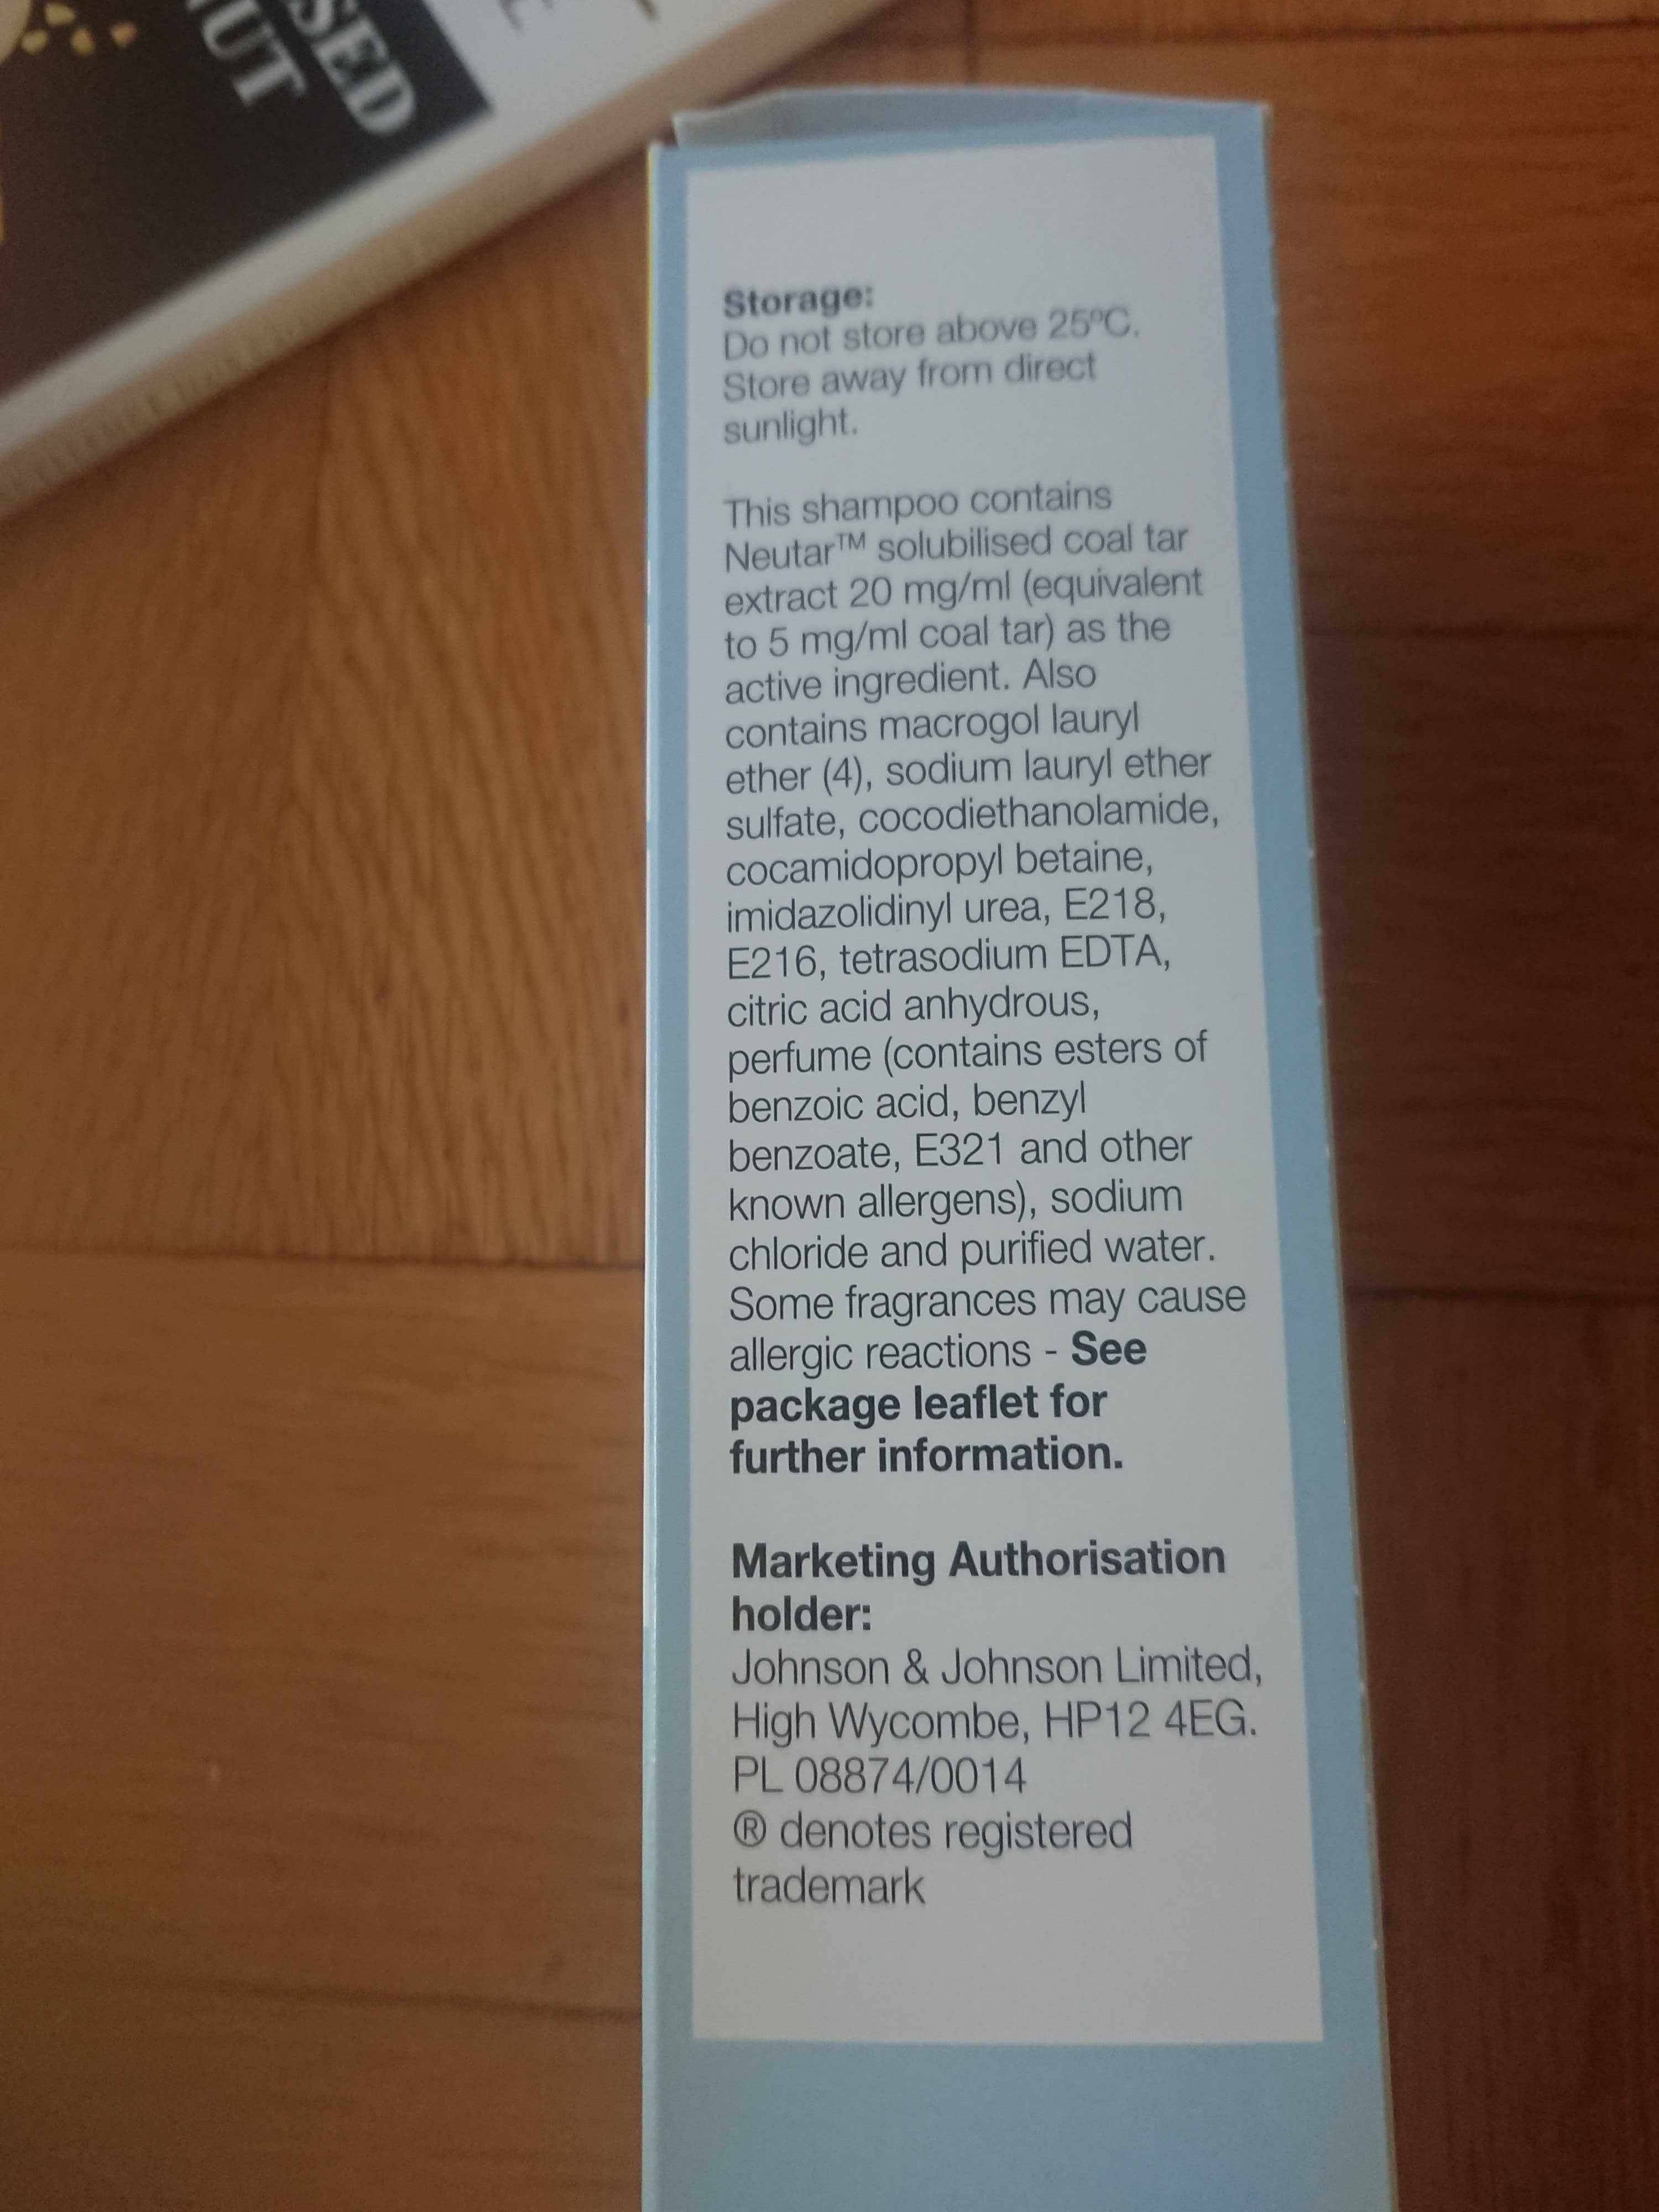 SED
UT
Storage:
Do not store above 25ºC.
Store away from direct
sunlight.
This shampoo contains
Neutar™ solubilised coal tar
extract 20 mg/ml (equivalent
to 5 mg/ml coal tar) as the
active ingredient. Also
contains macrogol lauryl
ether (4), sodium lauryl ether
sulfate, cocodiethanolamide,
cocamidopropyl betaine,
imidazolidinyl urea, E218,
E216, tetrasodium EDTA,
citric acid anhydrous,
perfume (contains esters of
benzoic acid, benzyl
benzoate, E321 and other
known allergens), sodium
chloride and purified water.
Some fragrances may cause
allergic reactions - See
package leaflet for
further information.
Marketing Authorisation
holder:
Johnson & Johnson Limited,
High Wycombe, HP12 4EG.
PL 08874/0014
® denotes registered
trademark